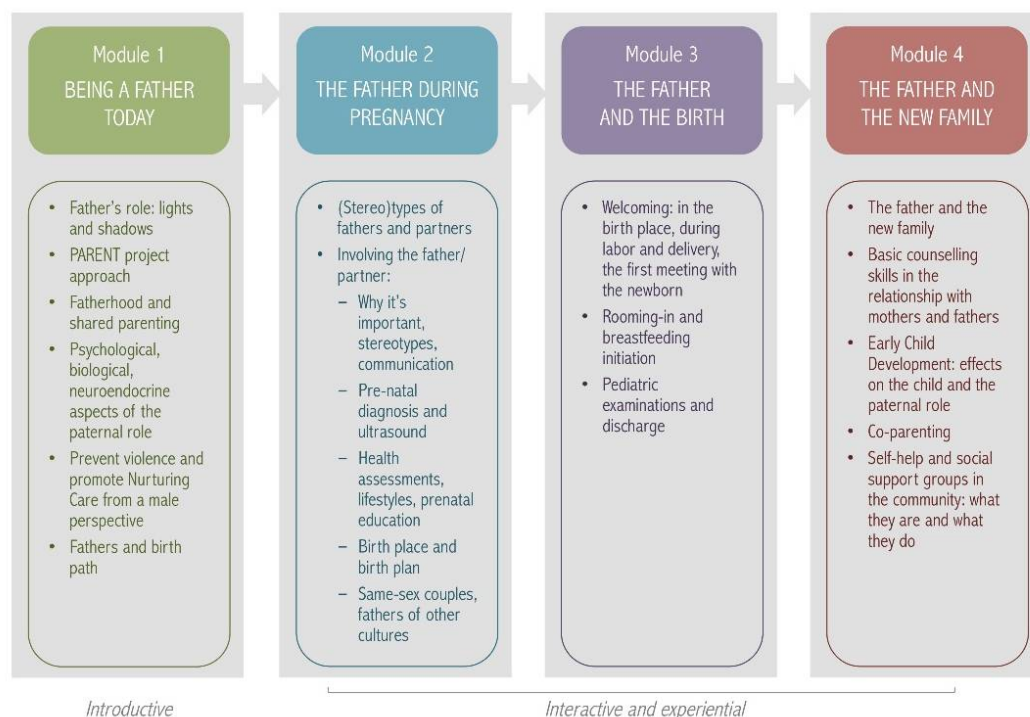 Module 1
BEING A FATHER
TODAY
• Father's role: lights
and shadows
• PARENT project
approach
• Fatherhood and
shared parenting
• Psychological,
biological,
neuroendocrine
aspects of the
paternal role
• Prevent violence and
promote Nurturing
Care from a male
perspective
• Fathers and birth
path
Introductive
Module 2
THE FATHER DURING
PREGNANCY
• (Stereo)types of
fathers and partners
• Involving the father/
partner:
– Why it's
important,
stereotypes,
communication
– Pre-natal
diagnosis and
ultrasound
– Health
assessments,
lifestyles, prenatal
education
– Birth place and
birth plan
– Same-sex couples,
fathers of other
cultures
Module 3
THE FATHER
AND THE BIRTH
• Welcoming: in the
birth place, during
labor and delivery,
the first meeting with
the newborn
• Rooming-in and
breastfeeding
initiation
• Pediatric
examinations and
discharge
Module 4
THE FATHER AND
THE NEW FAMILY
• The father and the
new family
• Basic counselling
skills in the
relationship with
mothers and fathers
• Early Child
Development: effects
on the child and the
paternal role
• Co-parenting
• Self-help and social
support groups in
the community: what
they are and what
they do
Interactive and experiential